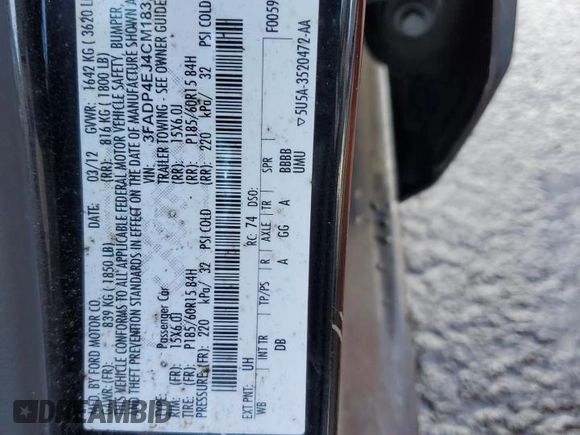 MFD. BY FORD MOTOR CO.
DATE: 03/12 GVWR: 1642 KG ( 3620 L
GAWR: (FR): 839 KG ( 1850 LB) (RR): 816 KG ( 1800 LB)
THIS VEHICLE CONFORMS TO ALL APPLICABLE FEDERAL MOTOR VEHICLE SAFETY, BUMPER,
AND THEFT PREVENTION STANDARDS IN EFFECT ON THE DATE OF MANUFACTURE SHOWN
VIN: 3FADP4EJ4CM183
Passenger Car TRAILER TOWING - SEE OWNER GUIDE
(FR): 15X6.0J (RR): 15X6.0J
TIRE (FR): P185/60R15 84H (RR): P185/60R15 84H
PRESSURE (FR): 220 kPa/ 32 PSI COLD (RR): 220 kPa/ 32 PSI COLD
F0059
EXT PNT: UH RC: 74 DSO:
WB INT TR TP/PS R AXLE TR SPR
DB A GG A BBBB
UMU
▽5U5A-3520472-AA
DREAMBID